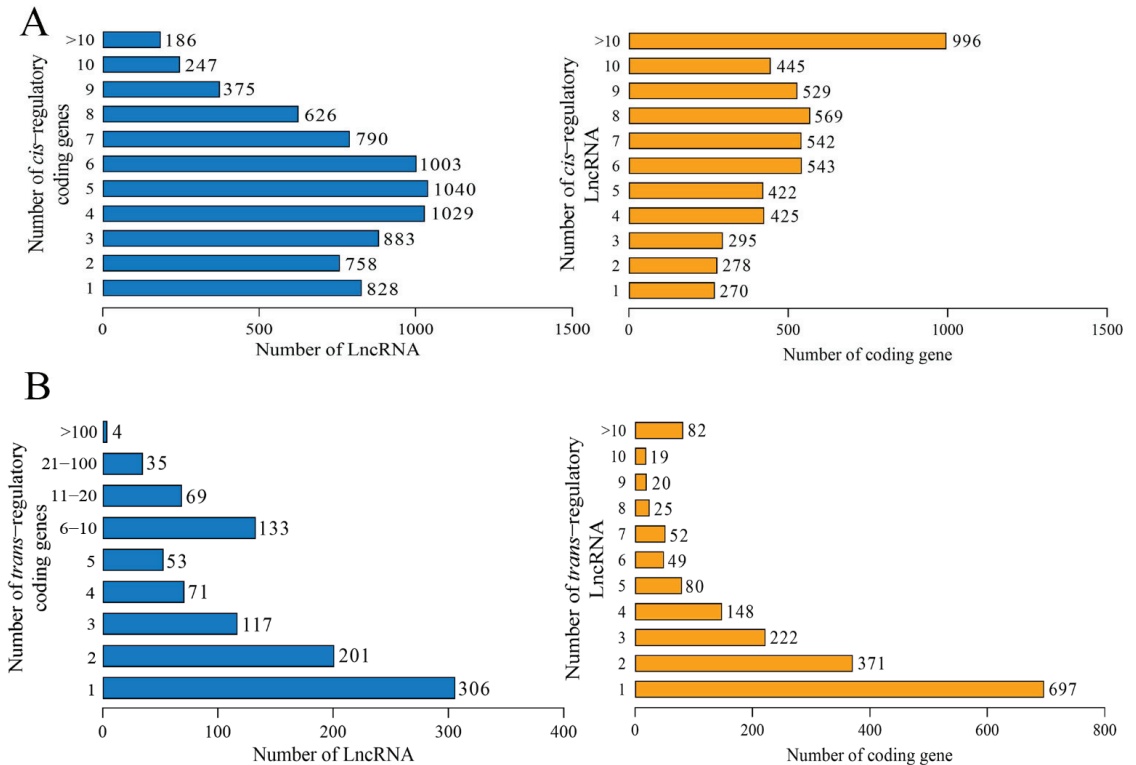 A
Number of cis−regulatory
coding genes
>10 186
10 247
9 375
8 626
7 790
6 1003
5 1040
4 1029
3 883
2 758
1 828
0 500 1000 1500
Number of LncRNA
Number of cis−regulatory
LncRNA
>10 996
10 445
9 529
8 569
7 542
6 543
5 422
4 425
3 295
2 278
1 270
0 500 1000 1500
Number of coding gene
B
Number of trans−regulatory
coding genes
>100 4
21−100 35
11−20 69
6−10 133
5 53
4 71
3 117
2 201
1 306
0 100 200 300 400
Number of LncRNA
Number of trans−regulatory
LncRNA
>10 82
10 19
9 20
8 25
7 52
6 49
5 80
4 148
3 222
2 371
1 697
0 200 400 600 800
Number of coding gene